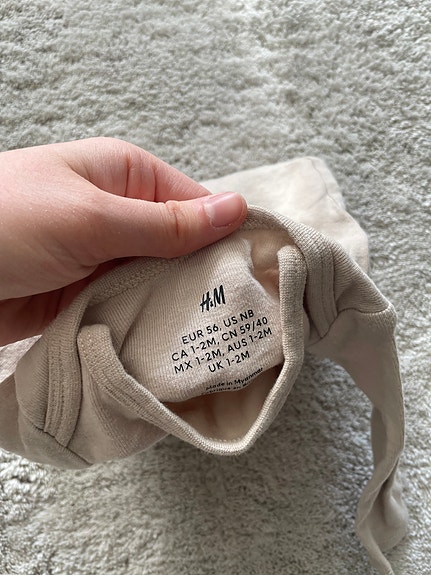 H&M
EUR 56, US NB
CA 1-2M, CN 59/40
MX 1-2M, AUS 1-2M
UK 1-2M
Made in Myanmar